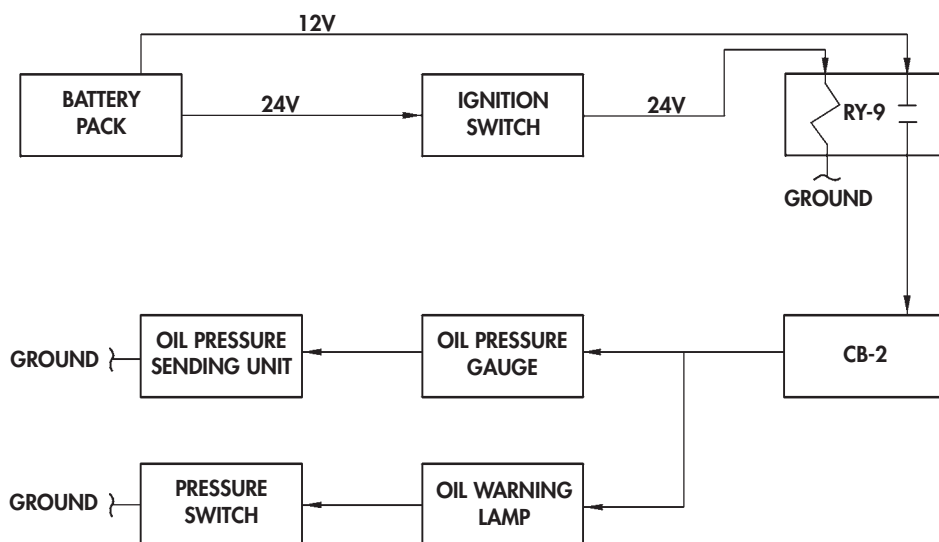 12V
BATTERY
PACK
24V
IGNITION
SWITCH
24V
RY-9
GROUND
GROUND
OIL PRESSURE
SENDING UNIT
OIL PRESSURE
GAUGE
CB-2
GROUND
PRESSURE
SWITCH
OIL WARNING
LAMP